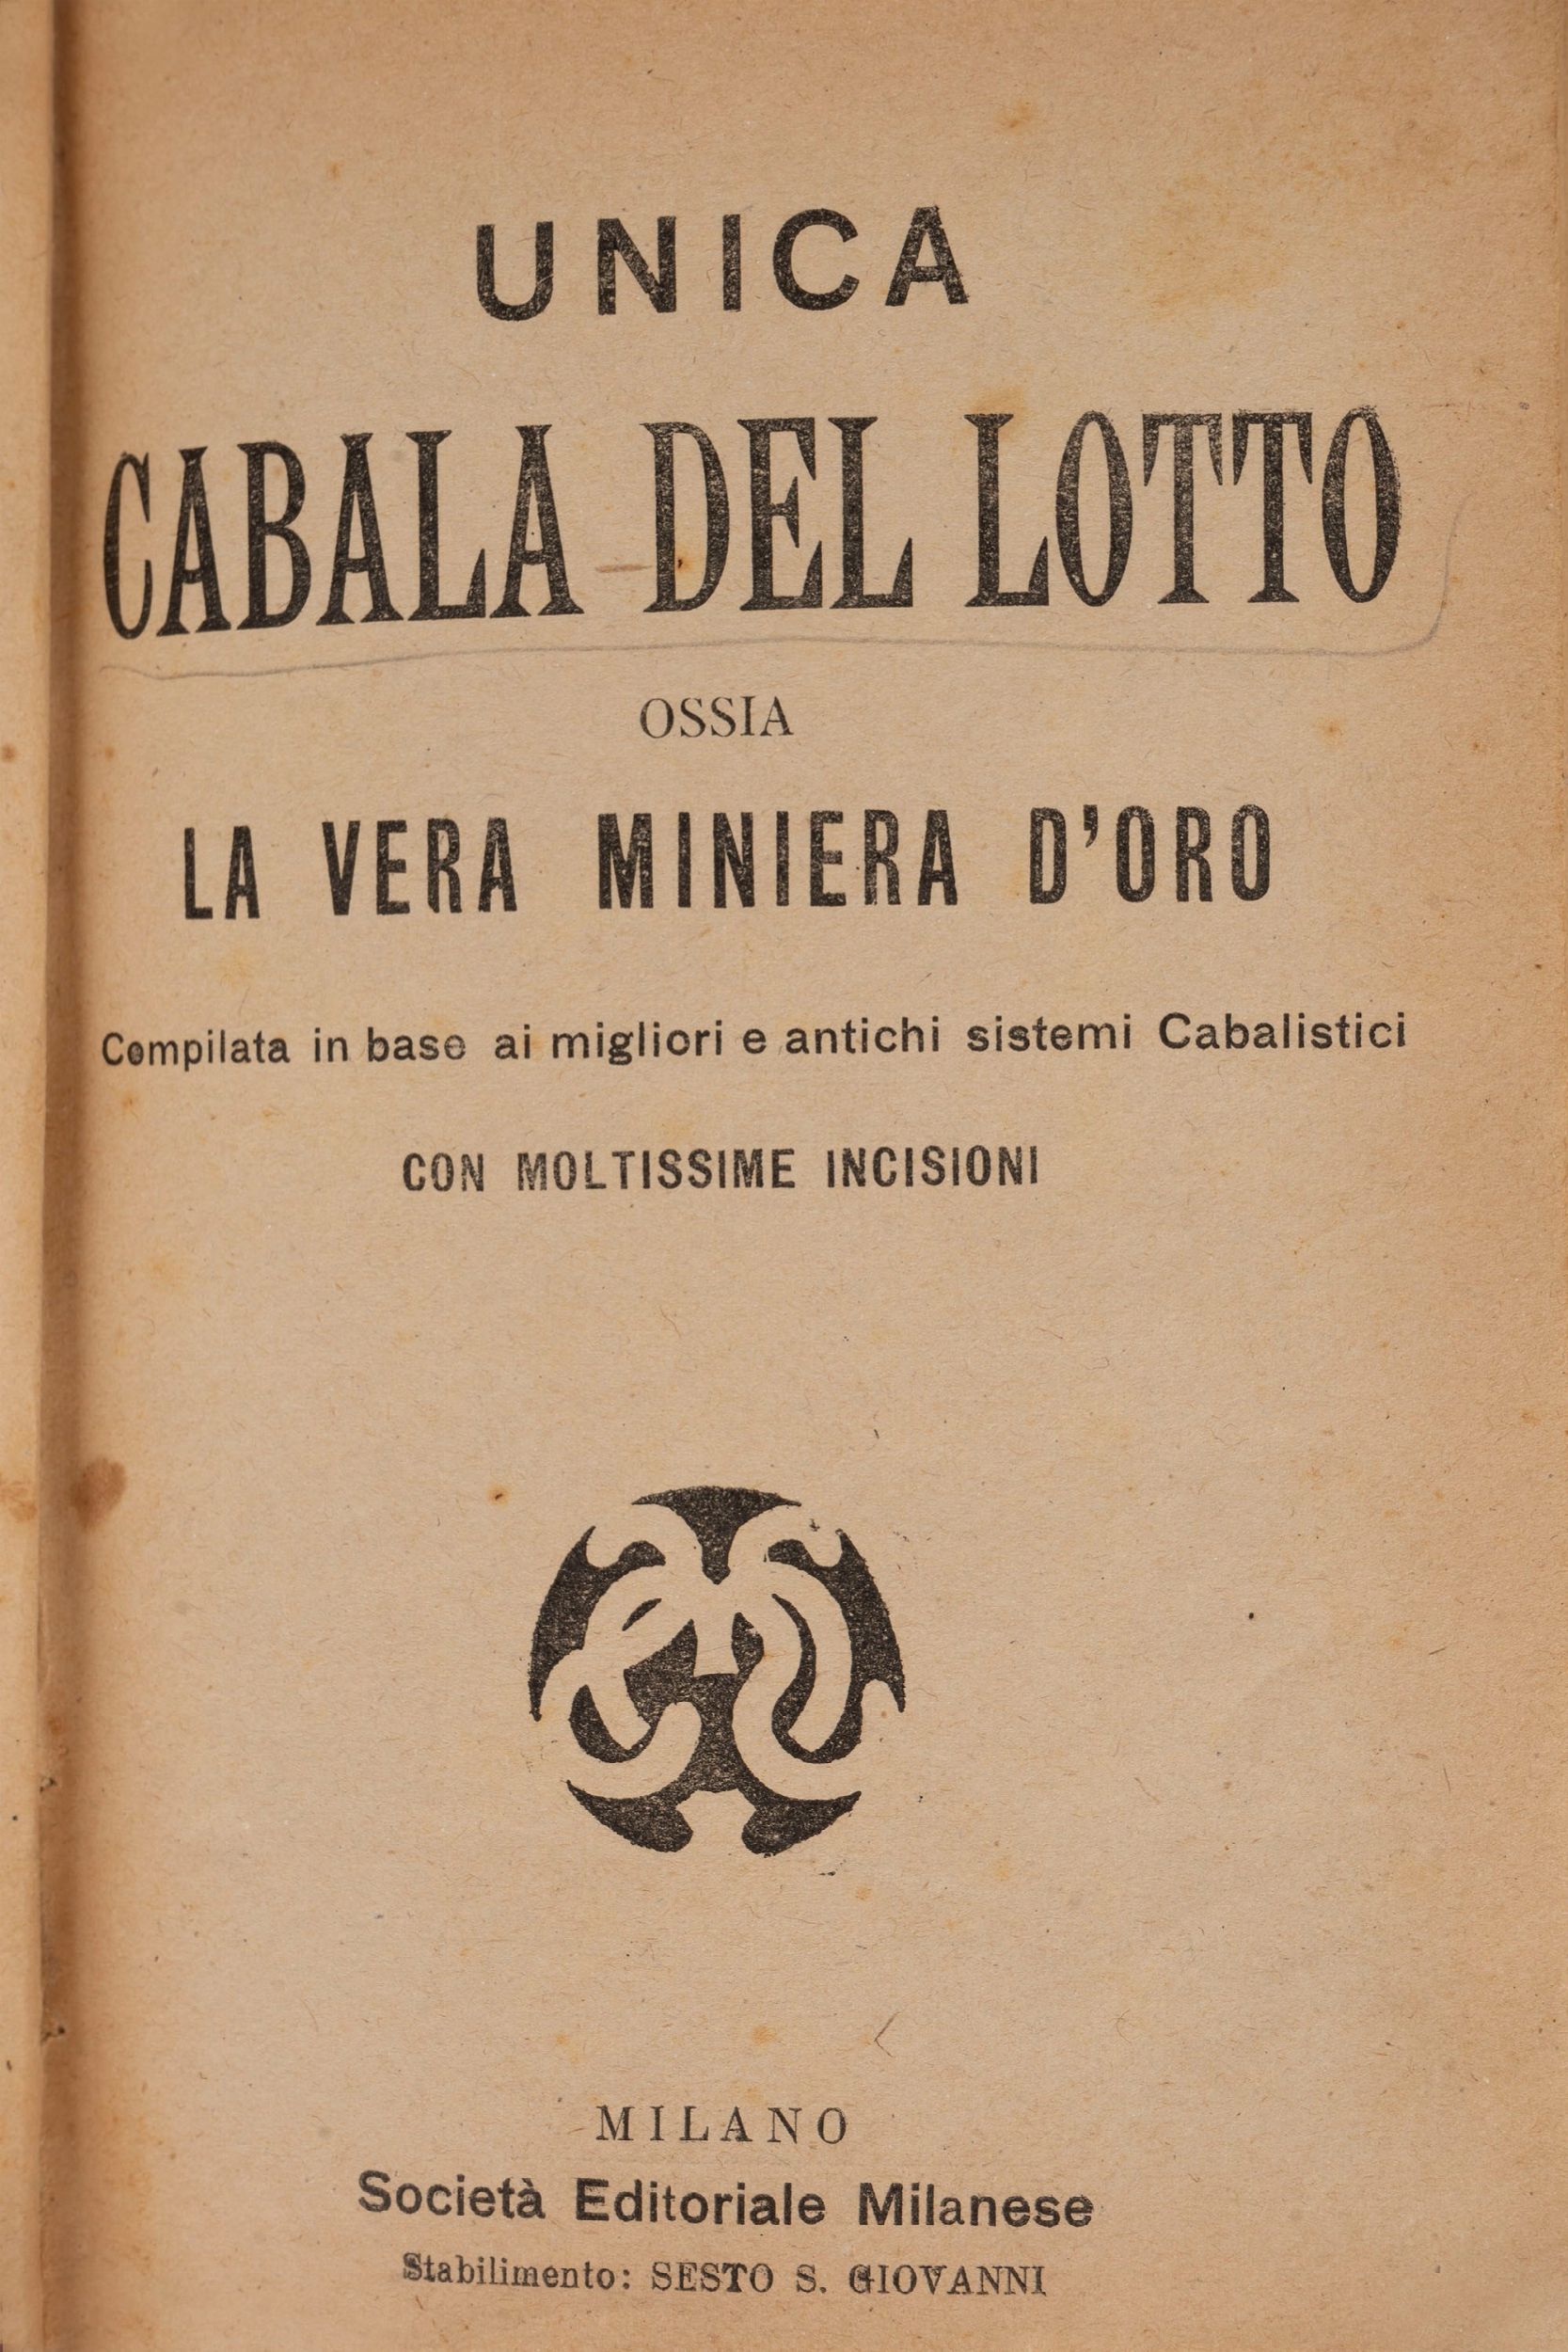 UNICA
CABALA DEL LOTTO
OSSIA
LA VERA MINIERA D'ORO
Compilata in base ai migliori e antichi sistemi Cabalistici
CON MOLTISSIME INCISIONI
MILANO
Società Editoriale Milanese
Stabilimento: SESTO S. GIOVANNI